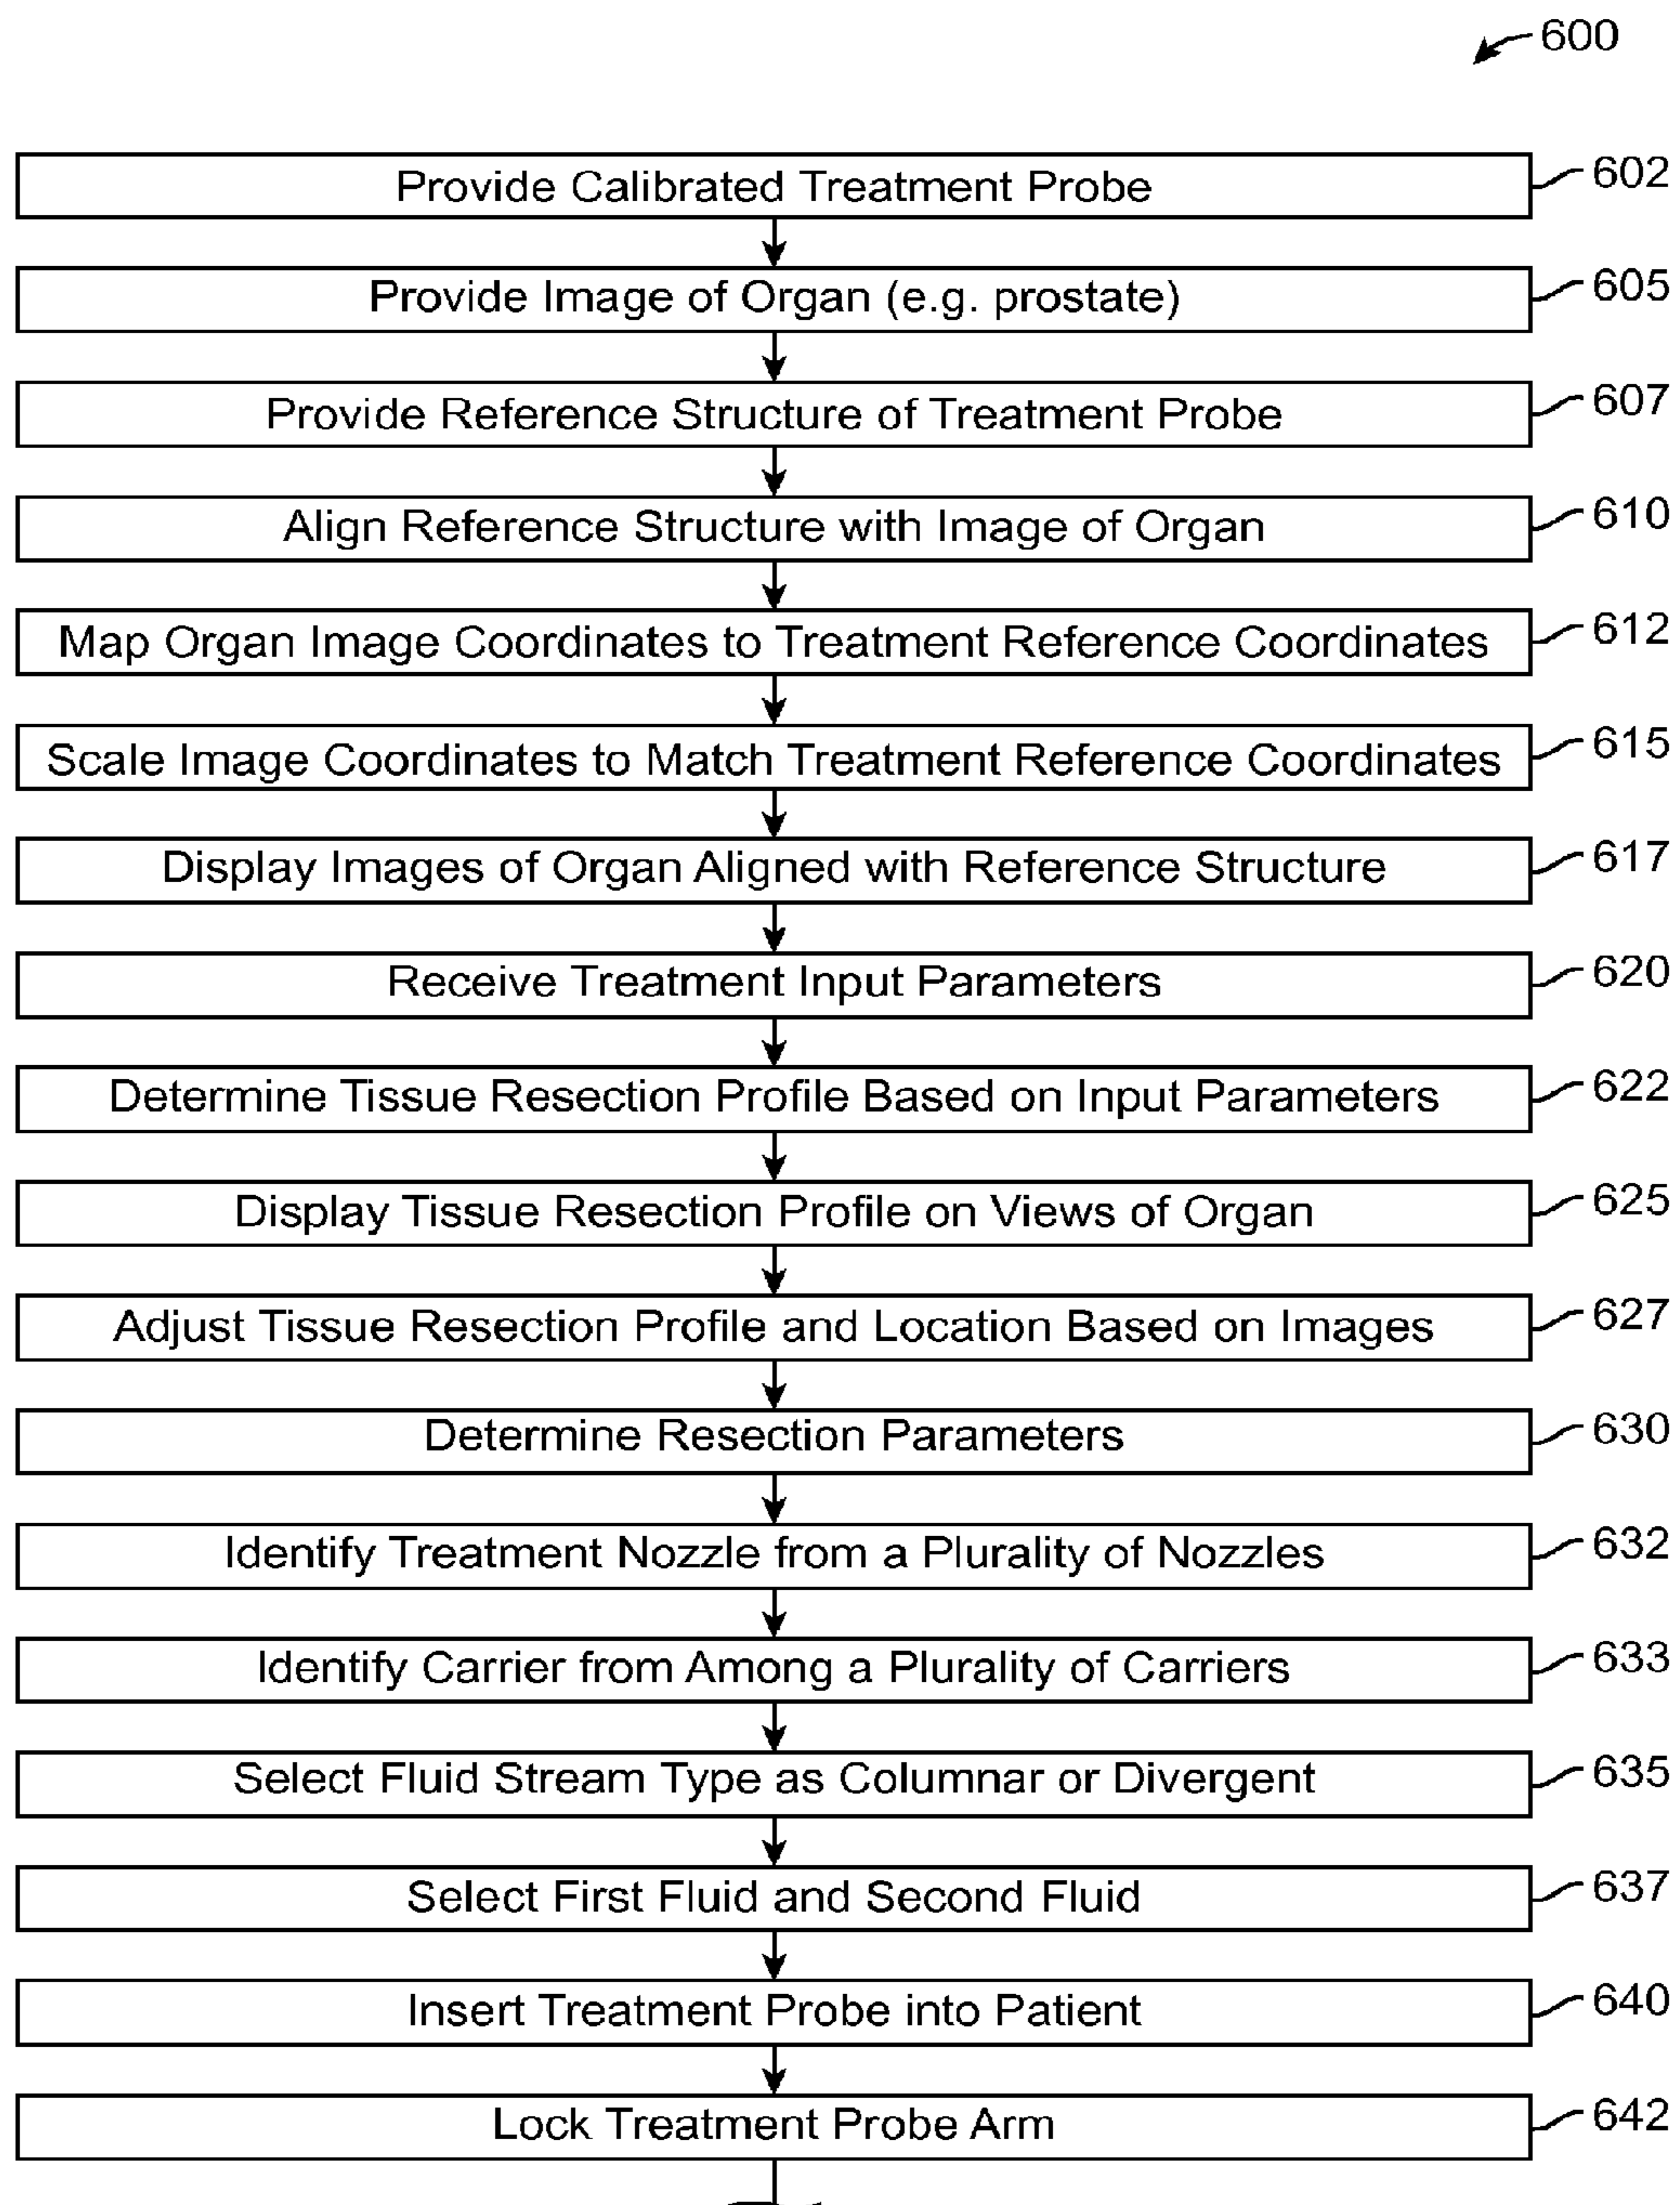 600
Provide Calibrated Treatment Probe 602
Provide Image of Organ (e.g. prostate) 605
Provide Reference Structure of Treatment Probe 607
Align Reference Structure with Image of Organ 610
Map Organ Image Coordinates to Treatment Reference Coordinates 612
Scale Image Coordinates to Match Treatment Reference Coordinates 615
Display Images of Organ Aligned with Reference Structure 617
Receive Treatment Input Parameters 620
Determine Tissue Resection Profile Based on Input Parameters 622
Display Tissue Resection Profile on Views of Organ 625
Adjust Tissue Resection Profile and Location Based on Images 627
Determine Resection Parameters 630
Identify Treatment Nozzle from a Plurality of Nozzles 632
Identify Carrier from Among a Plurality of Carriers 633
Select Fluid Stream Type as Columnar or Divergent 635
Select First Fluid and Second Fluid 637
Insert Treatment Probe into Patient 640
Lock Treatment Probe Arm 642